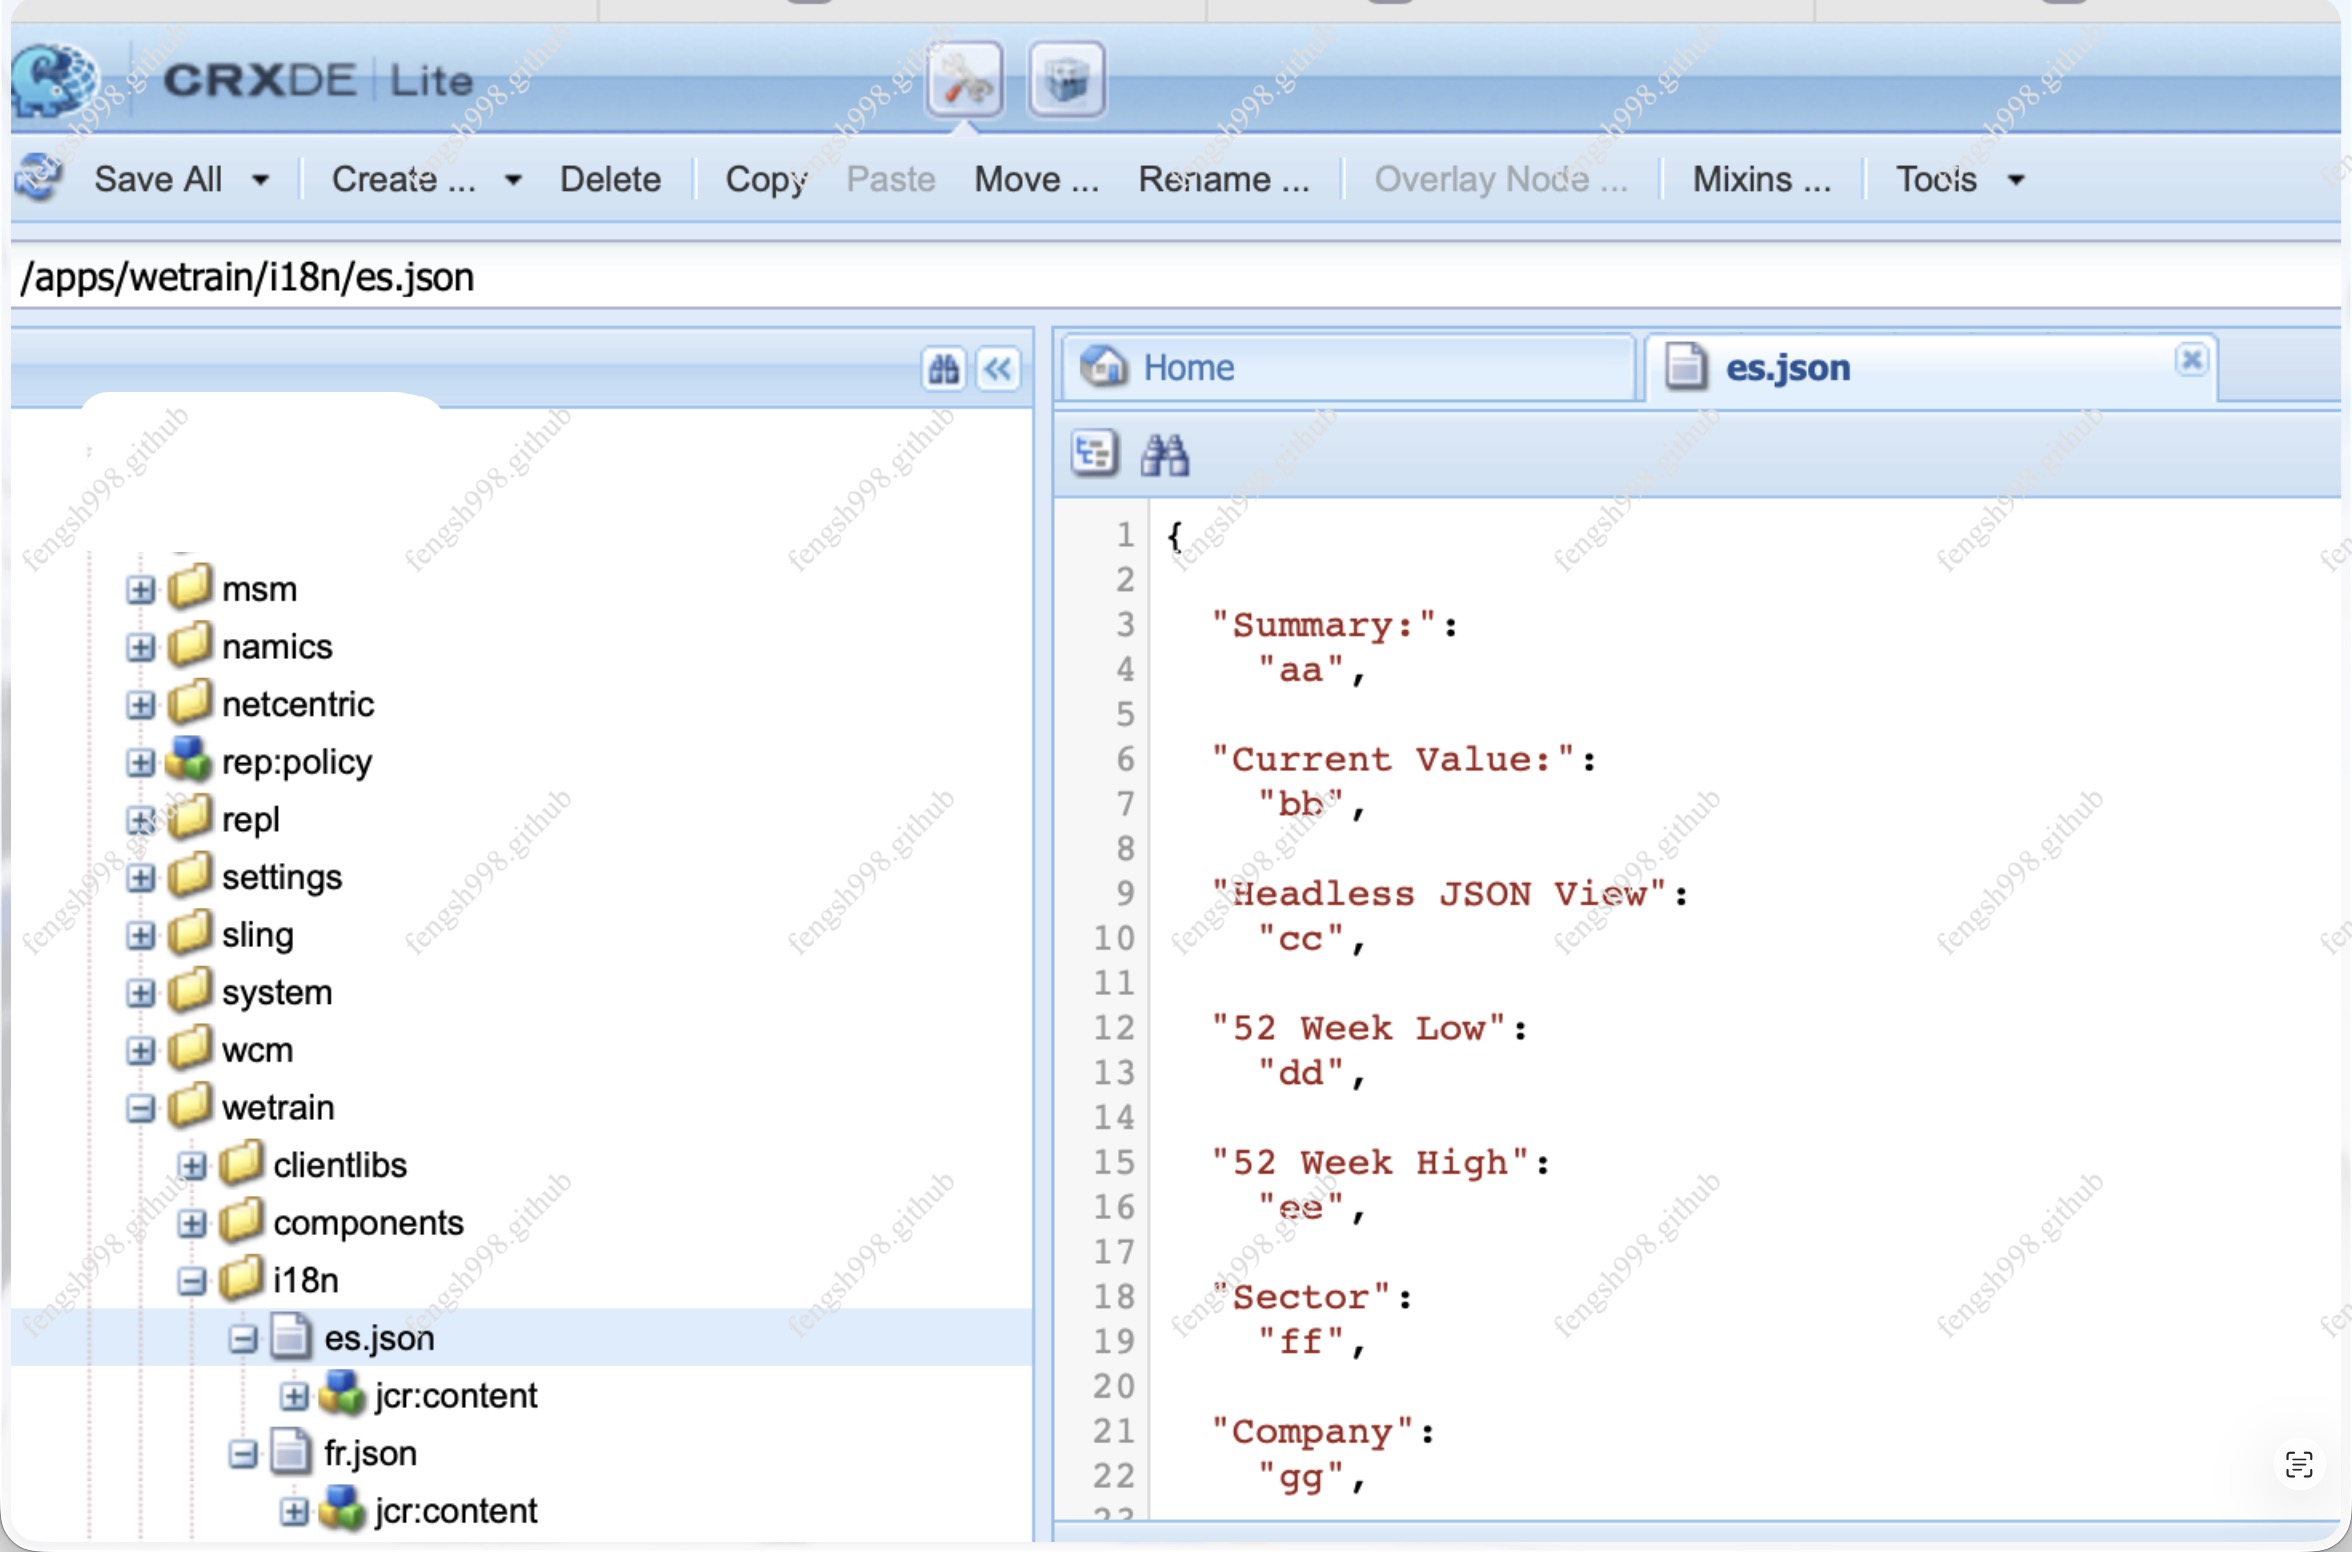 CRXDE | Lite
Save All Create ... Delete Copy Paste Move ... Rename ... Overlay Node ... Mixins ... Tools
/apps/wetrain/i18n/es.json
Home
es.json
msm
namics
netcentric
rep:policy
repl
settings
sling
system
wcm
wetrain
clientlibs
components
i18n
es.json
jcr:content
fr.json
jcr:content
1 {
2
3 "Summary:":
4 "aa",
5
6 "Current Value:":
7 "bb",
8
9 "Headless JSON View":
10 "cc",
11
12 "52 Week Low":
13 "dd",
14
15 "52 Week High":
16 "ee",
17
18 "Sector":
19 "ff",
20
21 "Company":
22 "gg",
23
fengsh998.github